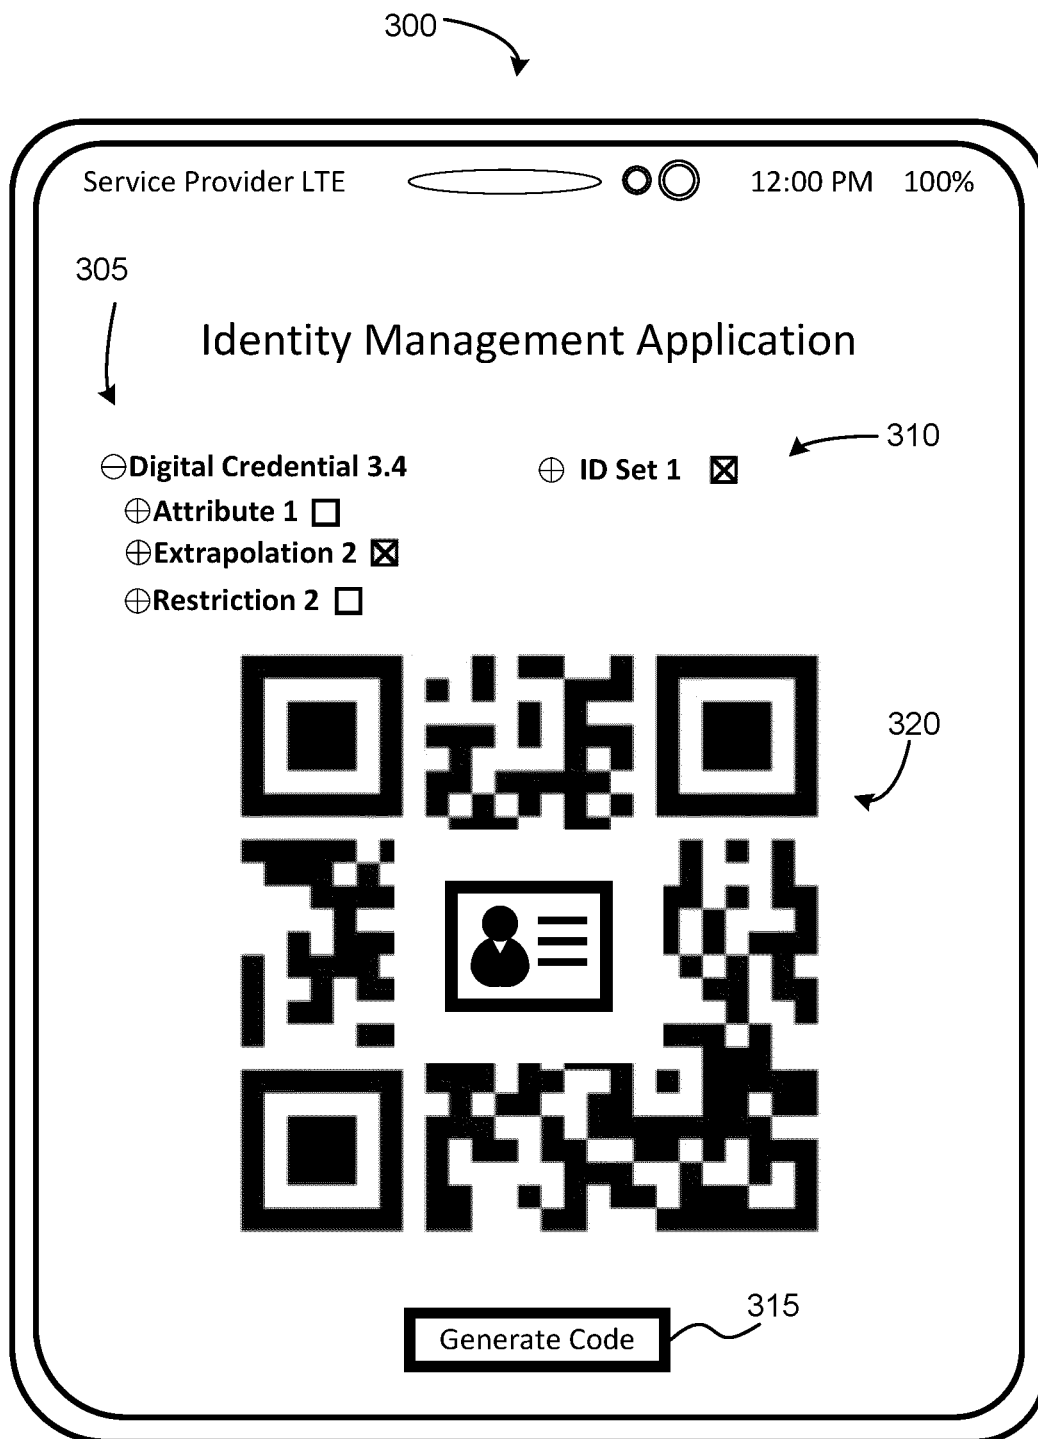 300
Service Provider LTE 12:00 PM 100%
305
Identity Management Application
310
Digital Credential 3.4 ID Set 1
Attribute 1
Extrapolation 2
Restriction 2
320
315
Generate Code